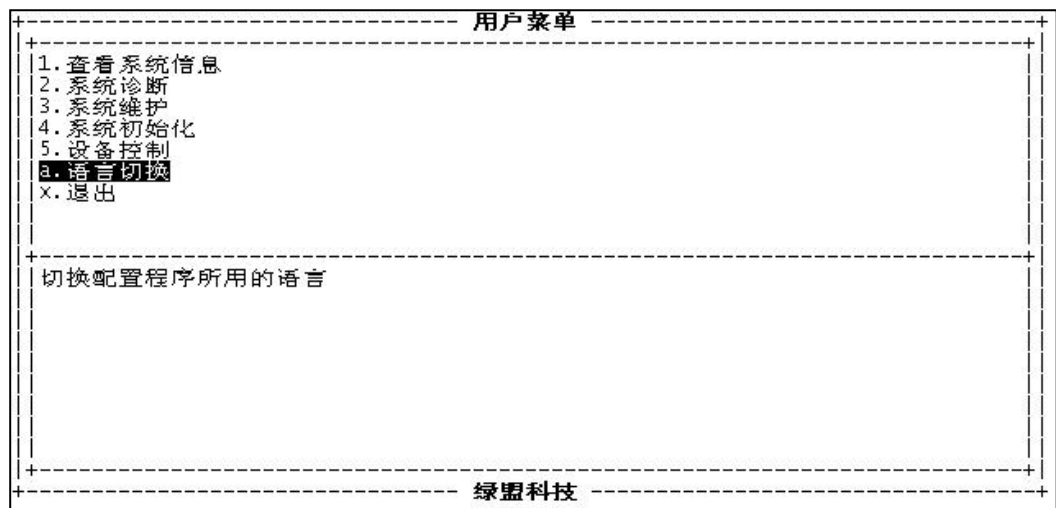 用户菜单
1.查看系统信息
2.系统诊断
3.系统维护
4.系统初始化
5.设备控制
a.语言切换
x.退出
切换配置程序所用的语言
绿盟科技